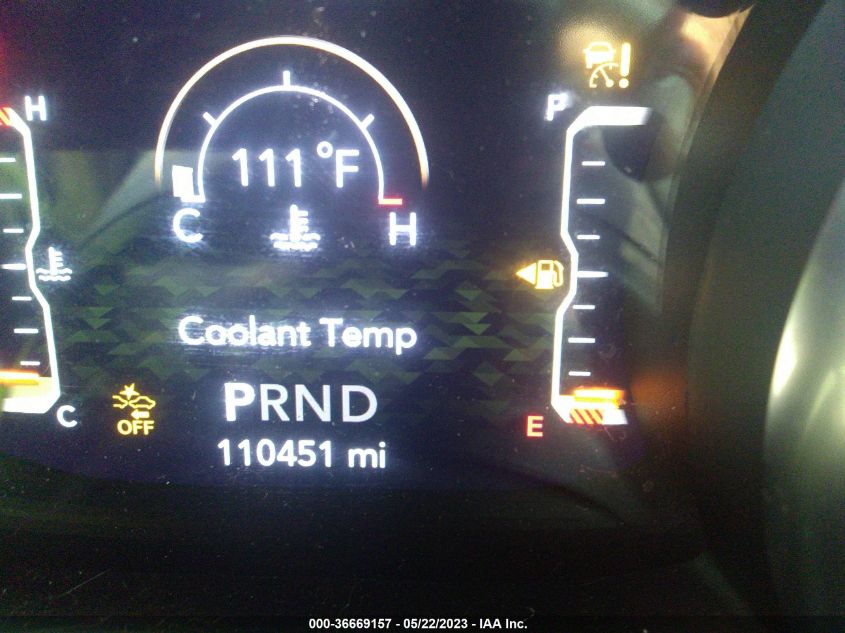 H P
111 °F
C H
Coolant Temp
C OFF PRND E
110451 mi
000-36669157 - 05/22/2023 - IAA Inc.